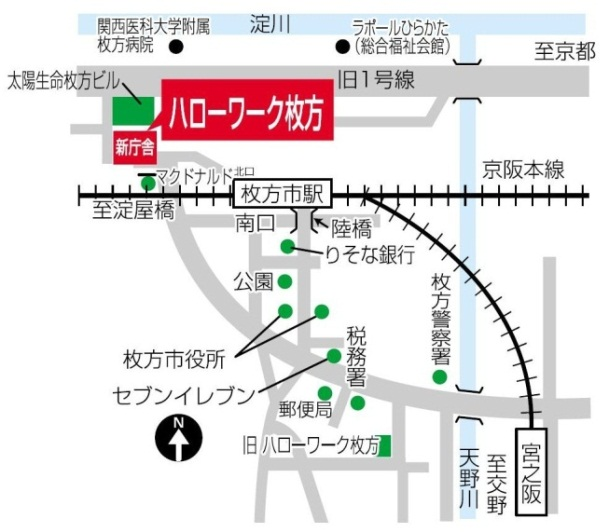 淀川
関西医科大学附属
枚方病院
ラポールひらかた
(総合福祉会館)
至京都
太陽生命枚方ビル
旧1号線
ハローワーク枚方
新庁舎
マクドナルド
京阪本線
枚方市駅
至淀屋橋
南口
陸橋
りそな銀行
公園
枚方市役所
税務署
枚方警察署
セブンイレブン
郵便局
N
旧 ハローワーク枚方
天野川
至交野
宮之阪